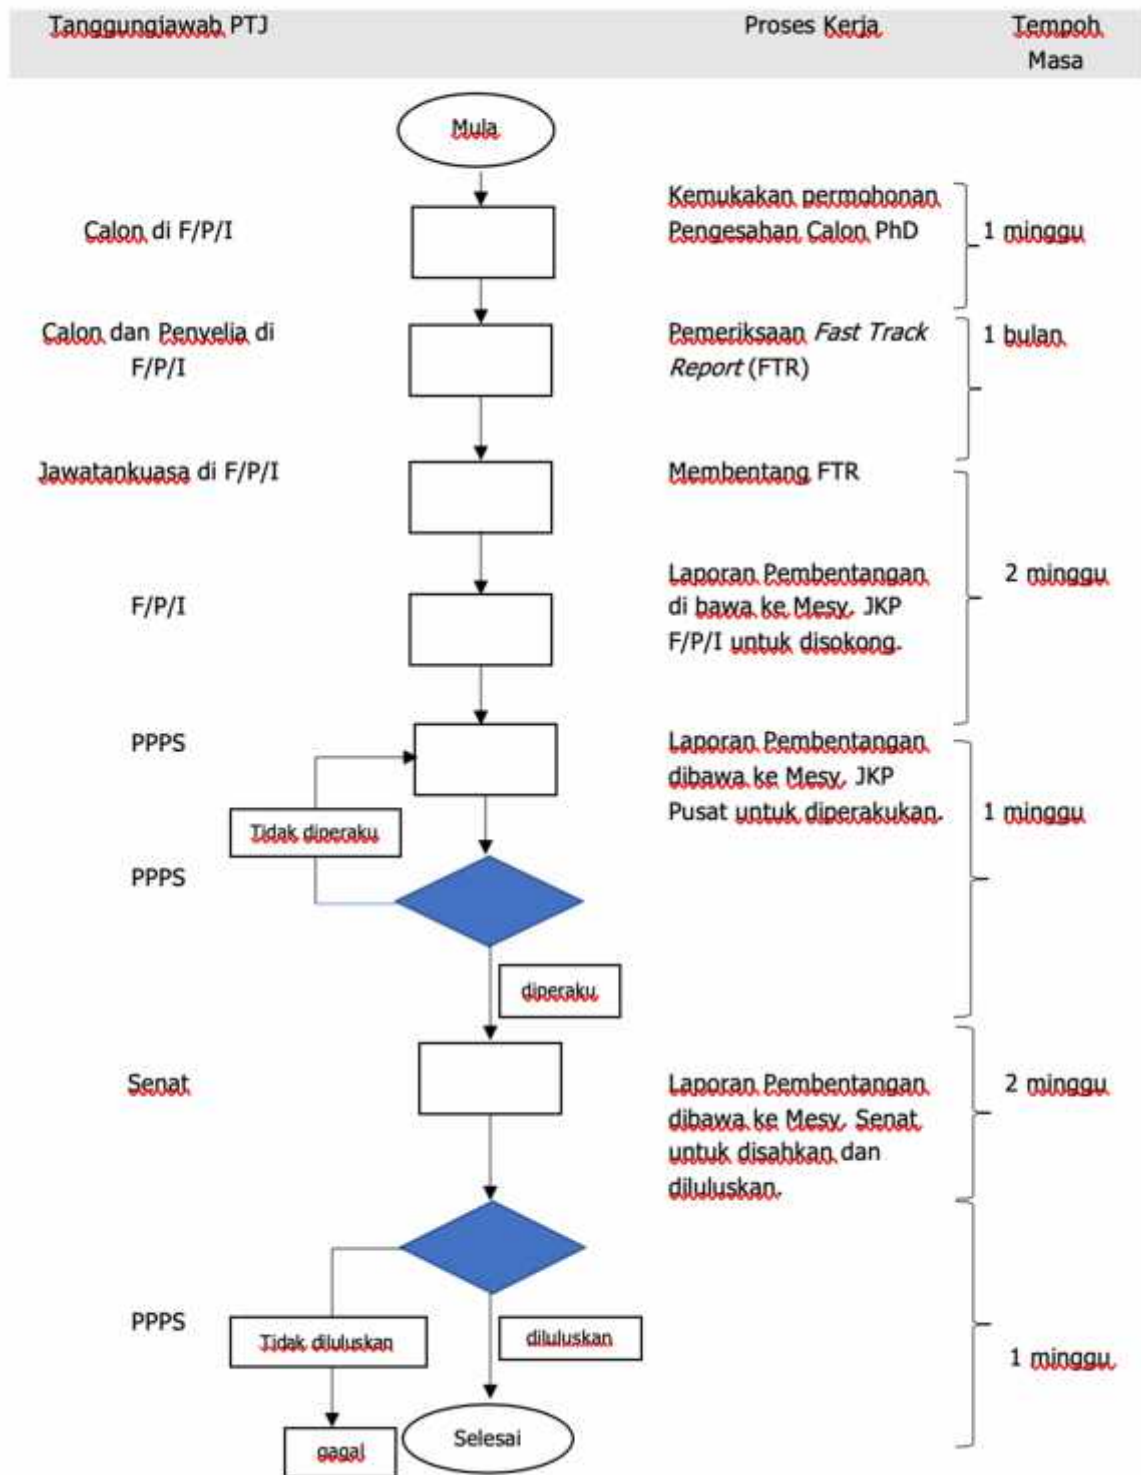 Tanggungjawab PTJ
Proses Kerja
Tempoh
Masa
Mula
Calon di F/P/I
Kemukakan permohonan
Pengesahan Calon PhD
1 minggu
Calon dan Penyelia di
F/P/I
Pemeriksaan Fast Track
Report (FTR)
1 bulan
Jawatankuasa di F/P/I
Membentang FTR
F/P/I
Laporan Pembentangan
di bawa ke Mesy. JKP
F/P/I untuk disokong.
2 minggu
PPPS
Laporan Pembentangan
dibawa ke Mesy. JKP
Pusat untuk diperakukan.
1 minggu
Tidak diperaku
PPPS
diperaku
Senat
Laporan Pembentangan
dibawa ke Mesy. Senat
untuk disahkan dan
diluluskan.
2 minggu
PPPS
Tidak diluluskan
diluluskan
1 minggu
gagal
Selesai